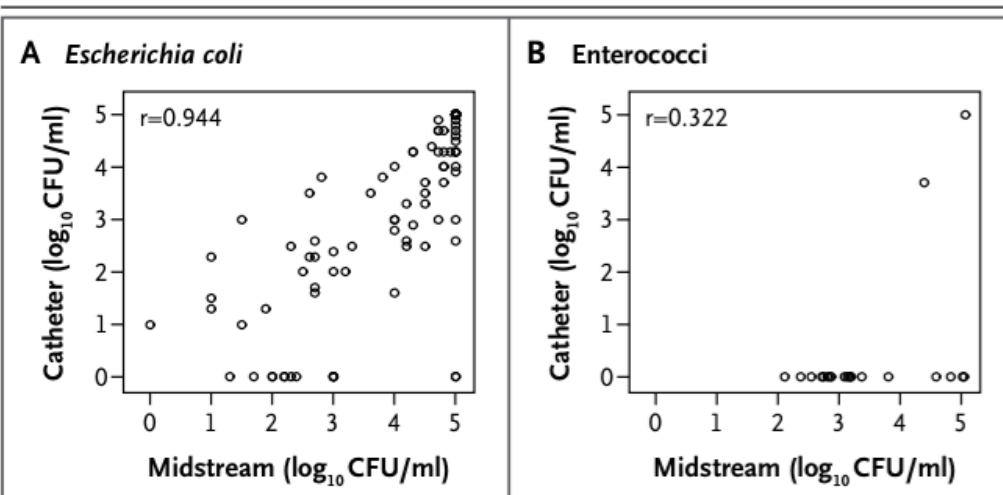 A Escherichia coli
r=0.944
Catheter (log10 CFU/ml)
5
4
3
2
1
0
0 1 2 3 4 5
Midstream (log10 CFU/ml)
B Enterococci
r=0.322
Catheter (log10 CFU/ml)
5
4
3
2
1
0
0 1 2 3 4 5
Midstream (log10 CFU/ml)